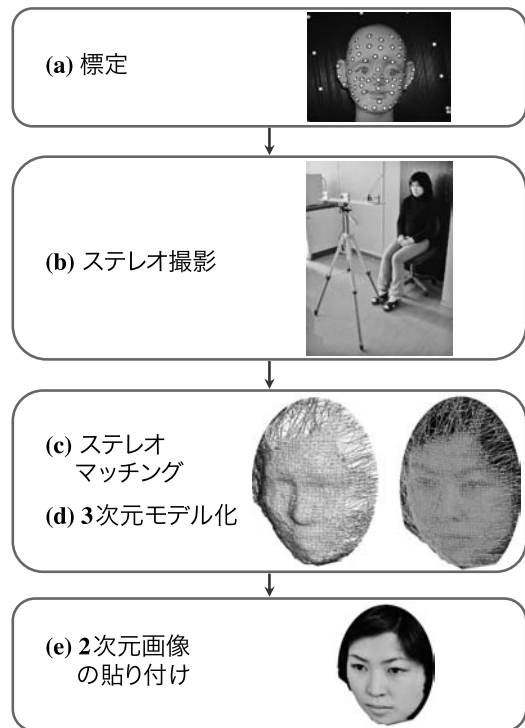 (a) 標定
(b) ステレオ撮影
(c) ステレオ
マッチング
(d) 3次元モデル化
(e) 2次元画像
の貼り付け